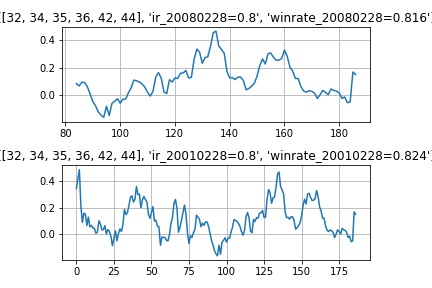 [[32, 34, 35, 36, 42, 44], 'ir_20080228=0.8', 'winrate_20080228=0.816']
0.4
0.2
0.0
80 100 120 140 160 180
[[32, 34, 35, 36, 42, 44], 'ir_20010228=0.8', 'winrate_20010228=0.824']
0.4
0.2
0.0
0 25 50 75 100 125 150 175